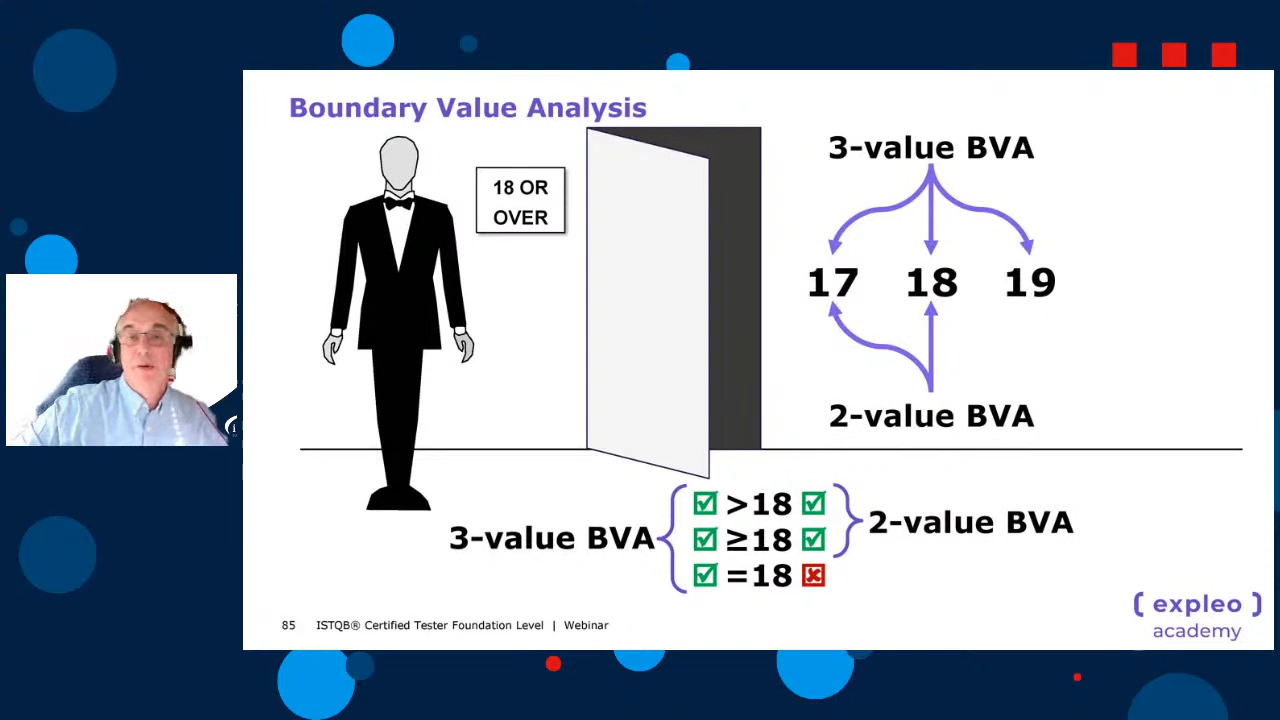 Boundary Value Analysis
18 OR
OVER
3-value BVA
17 18 19
2-value BVA
3-value BVA
>18
≥18
=18
2-value BVA
85 ISTQB® Certified Tester Foundation Level | Webinar
( expleo )
academy